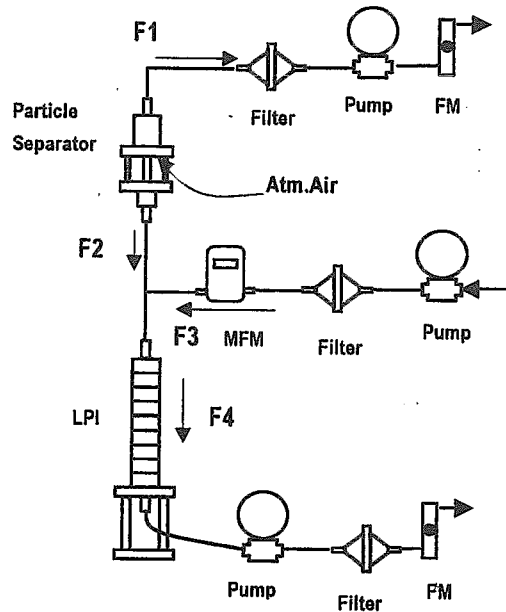 F1
Filter
Pump
FM
Particle
Separator
Atm.Air
F2
F3
MFM
Filter
Pump
LPI
F4
Pump
Filter
FM